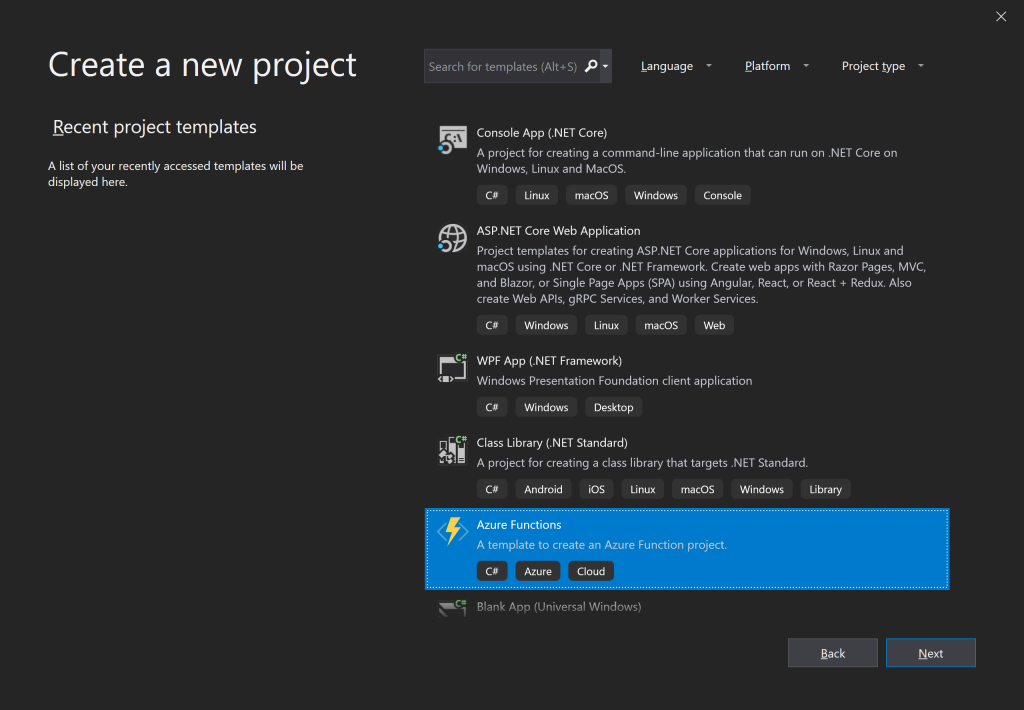 Create a new project
Search for templates (Alt+S)
Language
Platform
Project type
Recent project templates
A list of your recently accessed templates will be
displayed here.
Console App (.NET Core)
A project for creating a command-line application that can run on .NET Core on
Windows, Linux and MacOS.
C# Linux macOS Windows Console
ASP.NET Core Web Application
Project templates for creating ASP.NET Core applications for Windows, Linux and
macOS using .NET Core or .NET Framework. Create web apps with Razor Pages, MVC,
and Blazor, or Single Page Apps (SPA) using Angular, React, or React + Redux. Also
create Web APIs, gRPC Services, and Worker Services.
C# Windows Linux macOS Web
WPF App (.NET Framework)
Windows Presentation Foundation client application
C# Windows Desktop
Class Library (.NET Standard)
A project for creating a class library that targets .NET Standard.
C# Android iOS Linux macOS Windows Library
Azure Functions
A template to create an Azure Function project.
C# Azure Cloud
Blank App (Universal Windows)
Back
Next